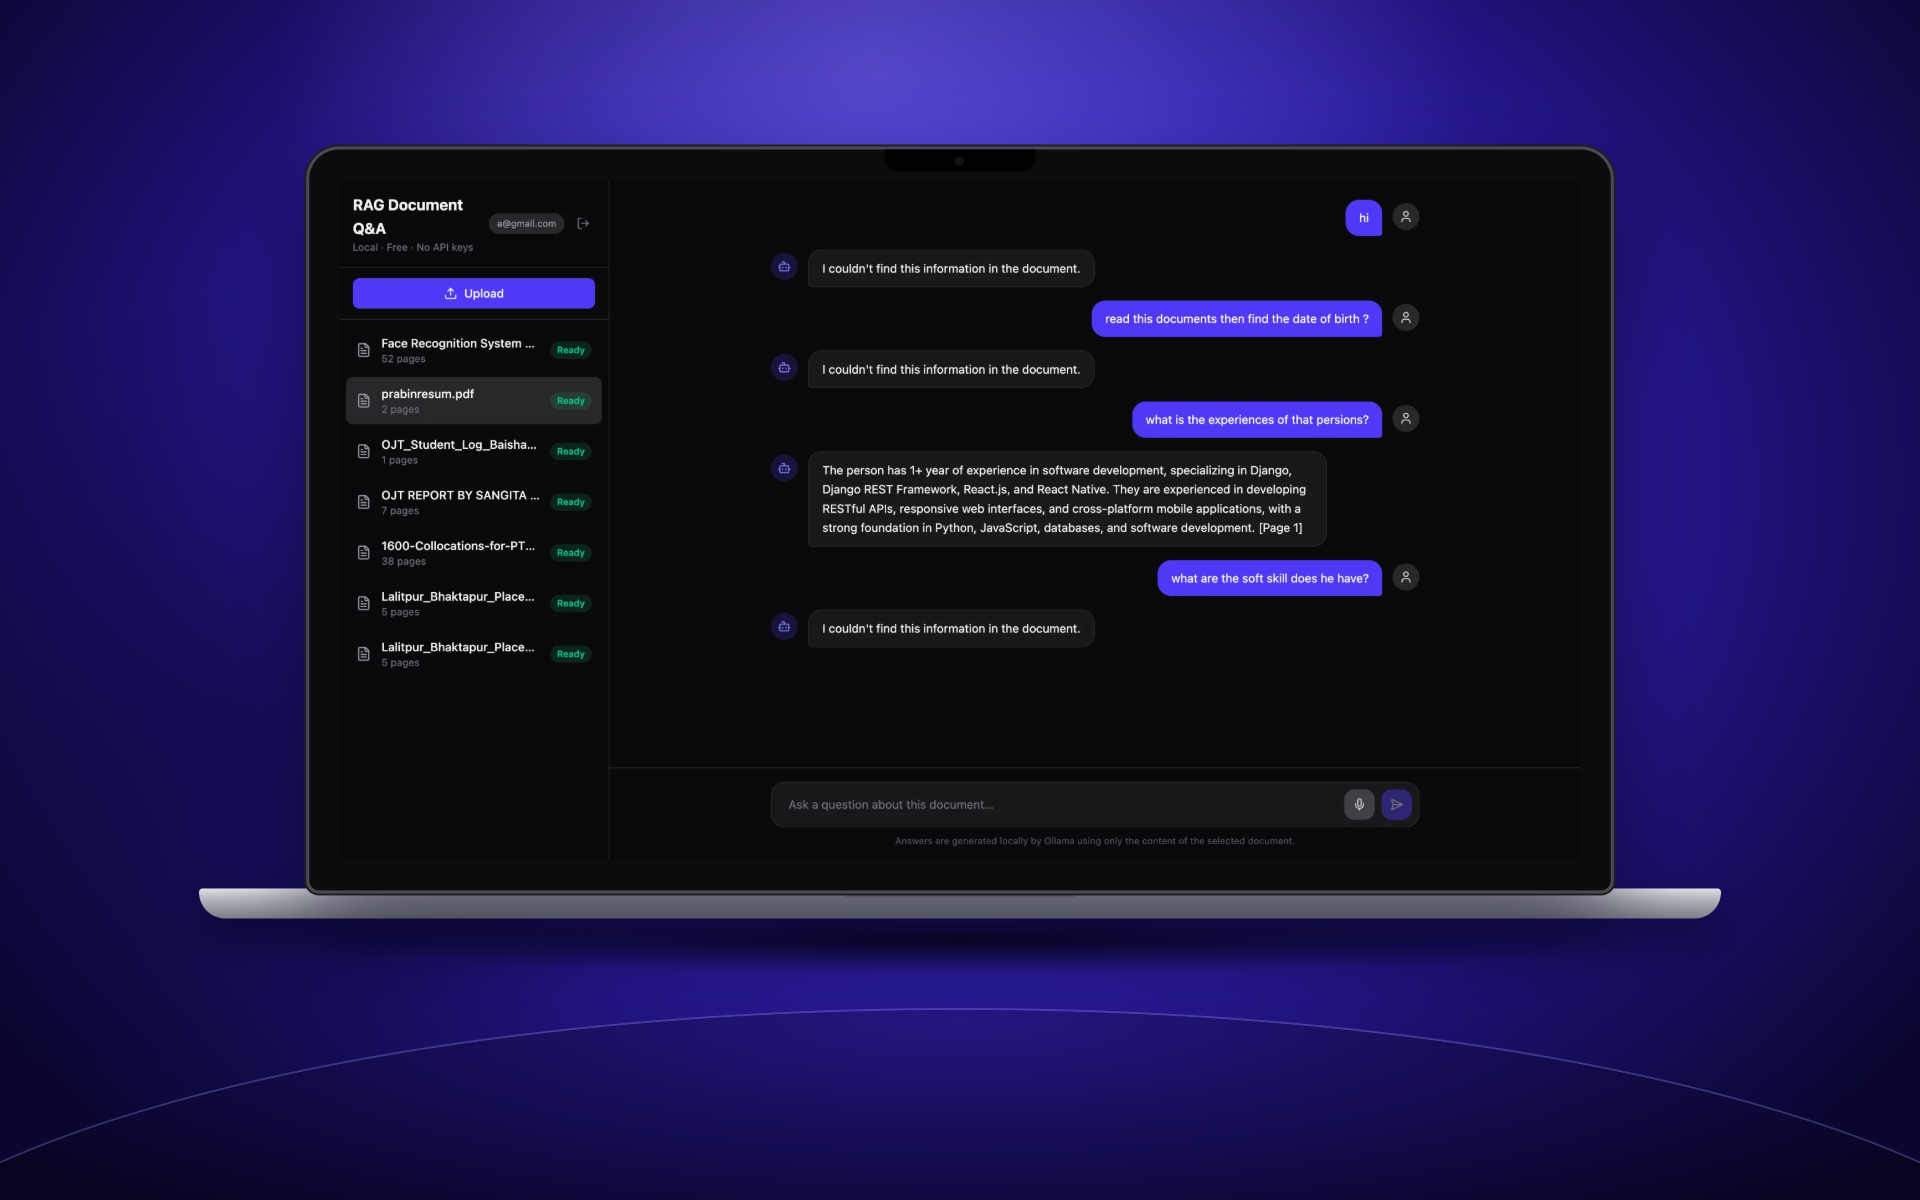 RAG Document
Q&A
a@gmail.com
Local · Free · No API keys
Upload
Face Recognition System ...
52 pages
Ready
prabinresum.pdf
2 pages
Ready
OJT_Student_Log_Baisha...
1 pages
Ready
OJT REPORT BY SANGITA ...
7 pages
Ready
1600-Collocations-for-PT...
38 pages
Ready
Lalitpur_Bhaktapur_Place...
5 pages
Ready
Lalitpur_Bhaktapur_Place...
5 pages
Ready
hi
I couldn't find this information in the document.
read this documents then find the date of birth ?
I couldn't find this information in the document.
what is the experiences of that persions?
The person has 1+ year of experience in software development, specializing in Django,
Django REST Framework, React.js, and React Native. They are experienced in developing
RESTful APIs, responsive web interfaces, and cross-platform mobile applications, with a
strong foundation in Python, JavaScript, databases, and software development. [Page 1]
what are the soft skill does he have?
I couldn't find this information in the document.
Ask a question about this document...
Answers are generated locally by Ollama using only the content of the selected document.